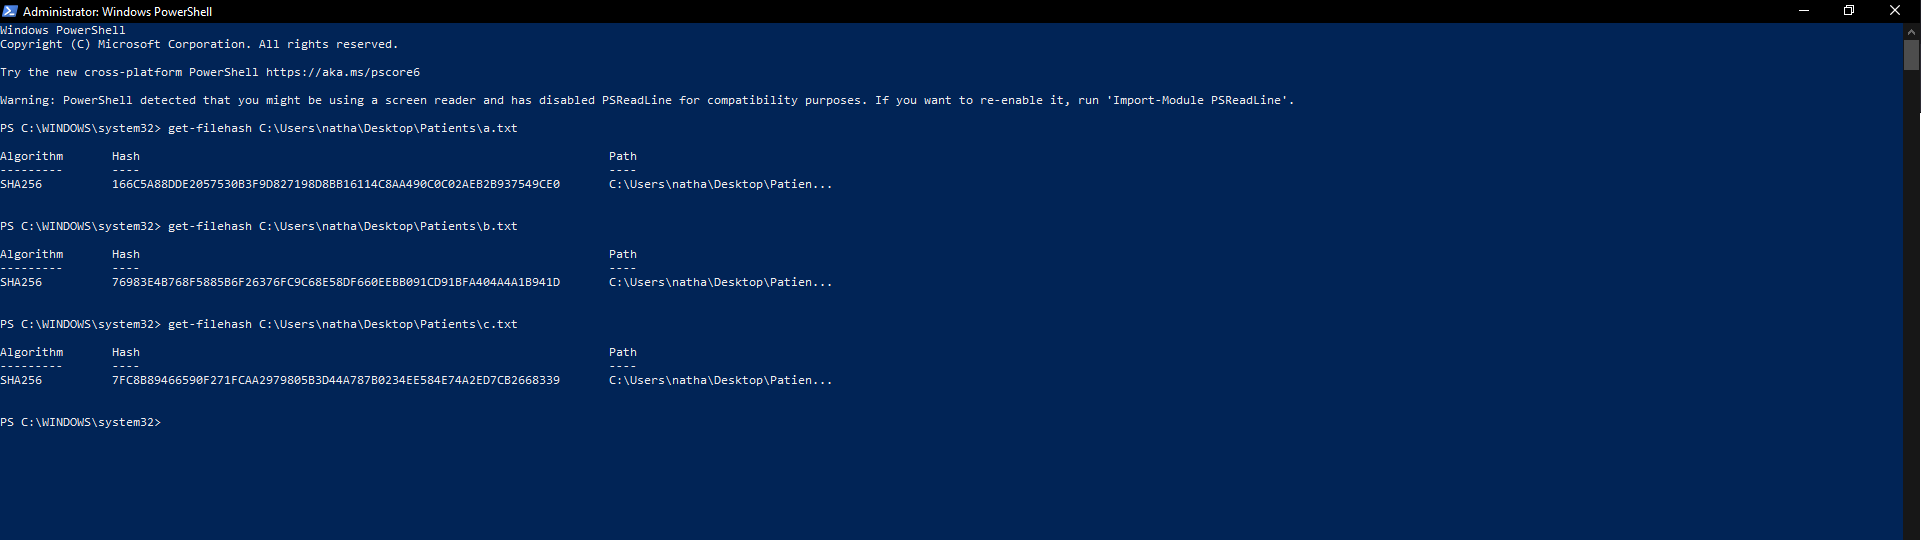 Administrator: Windows PowerShell
Windows PowerShell
Copyright (C) Microsoft Corporation. All rights reserved.
Try the new cross-platform PowerShell https://aka.ms/pscore6
Warning: PowerShell detected that you might be using a screen reader and has disabled PSReadLine for compatibility purposes. If you want to re-enable it, run 'Import-Module PSReadLine'.
PS C:\WINDOWS\system32> get-filehash C:\Users\natha\Desktop\Patients\a.txt
Algorithm Hash Path
--------- ---- ----
SHA256 166C5A88DDE2057530B3F9D827198D8BB16114C8AA490C0C02AEB2B937549CE0 C:\Users\natha\Desktop\Patien...
PS C:\WINDOWS\system32> get-filehash C:\Users\natha\Desktop\Patients\b.txt
Algorithm Hash Path
--------- ---- ----
SHA256 76983E4B768F5885B6F26376FC9C68E58DF660EEBB091CD91BFA404A4A1B941D C:\Users\natha\Desktop\Patien...
PS C:\WINDOWS\system32> get-filehash C:\Users\natha\Desktop\Patients\c.txt
Algorithm Hash Path
--------- ---- ----
SHA256 7FC8B89466590F271FCAA2979805B3D44A787B0234EE584E74A2ED7CB2668339 C:\Users\natha\Desktop\Patien...
PS C:\WINDOWS\system32>